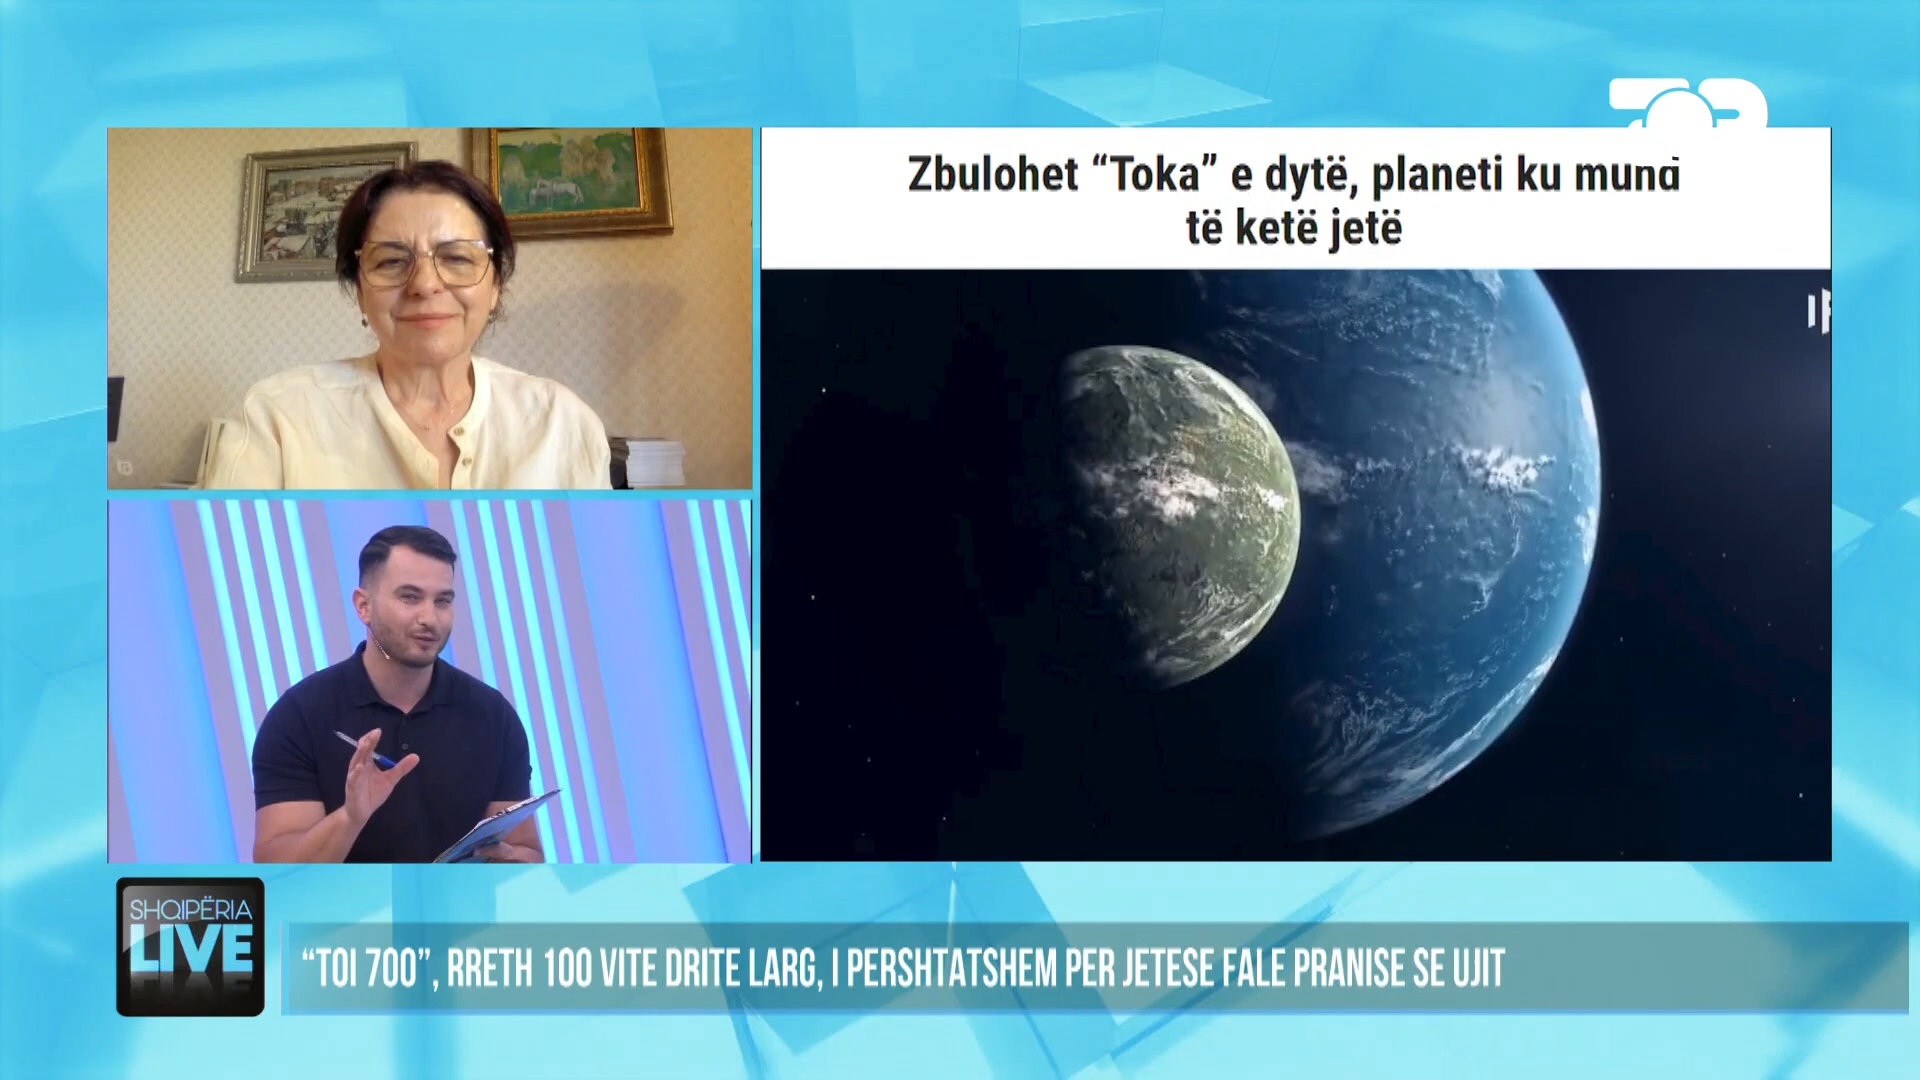 Zbulohet “Toka” e dytë, planeti ku mund
të ketë jetë
SHQIPËRIA
LIVE
“TOI 700”, RRETH 100 VITE DRITE LARG, I PERSHTATSHEM PER JETESE FALE PRANISE SE UJIT